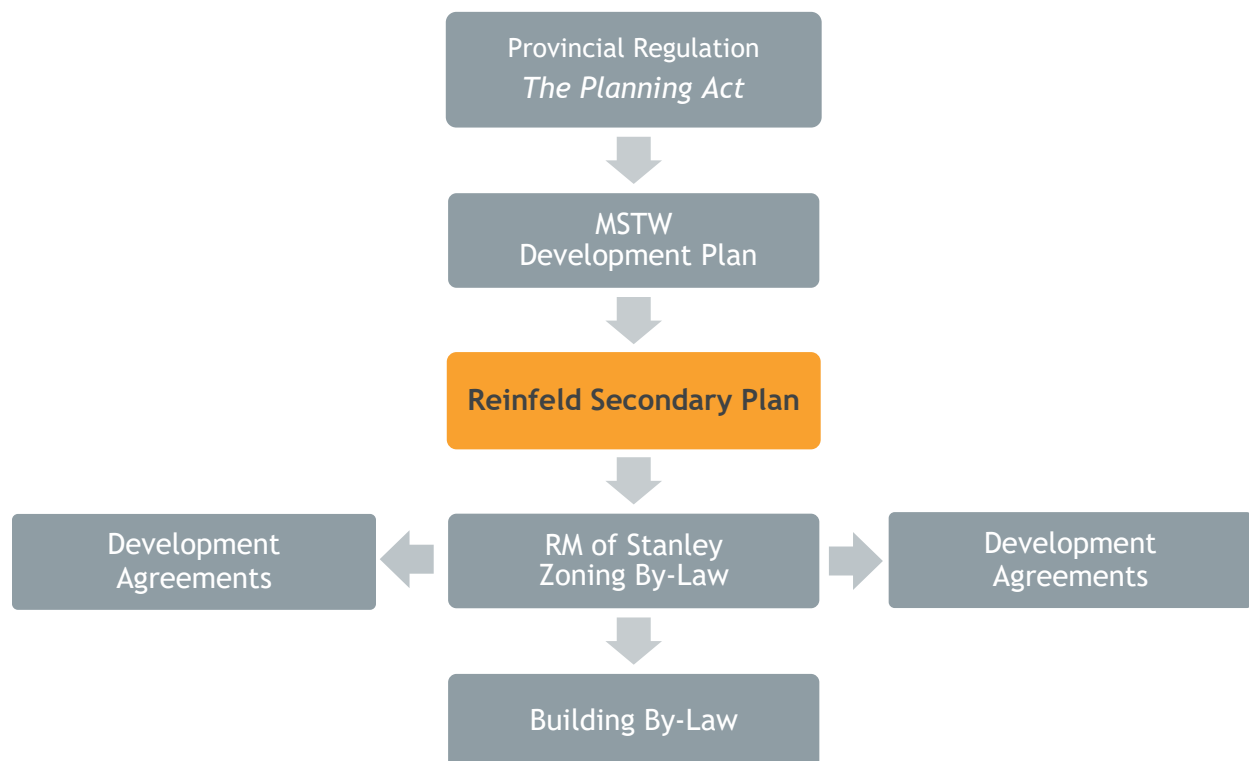 Provincial Regulation
The Planning Act
MSTW
Development Plan
Reinfeld Secondary Plan
Development
Agreements
RM of Stanley
Zoning By-Law
Development
Agreements
Building By-Law